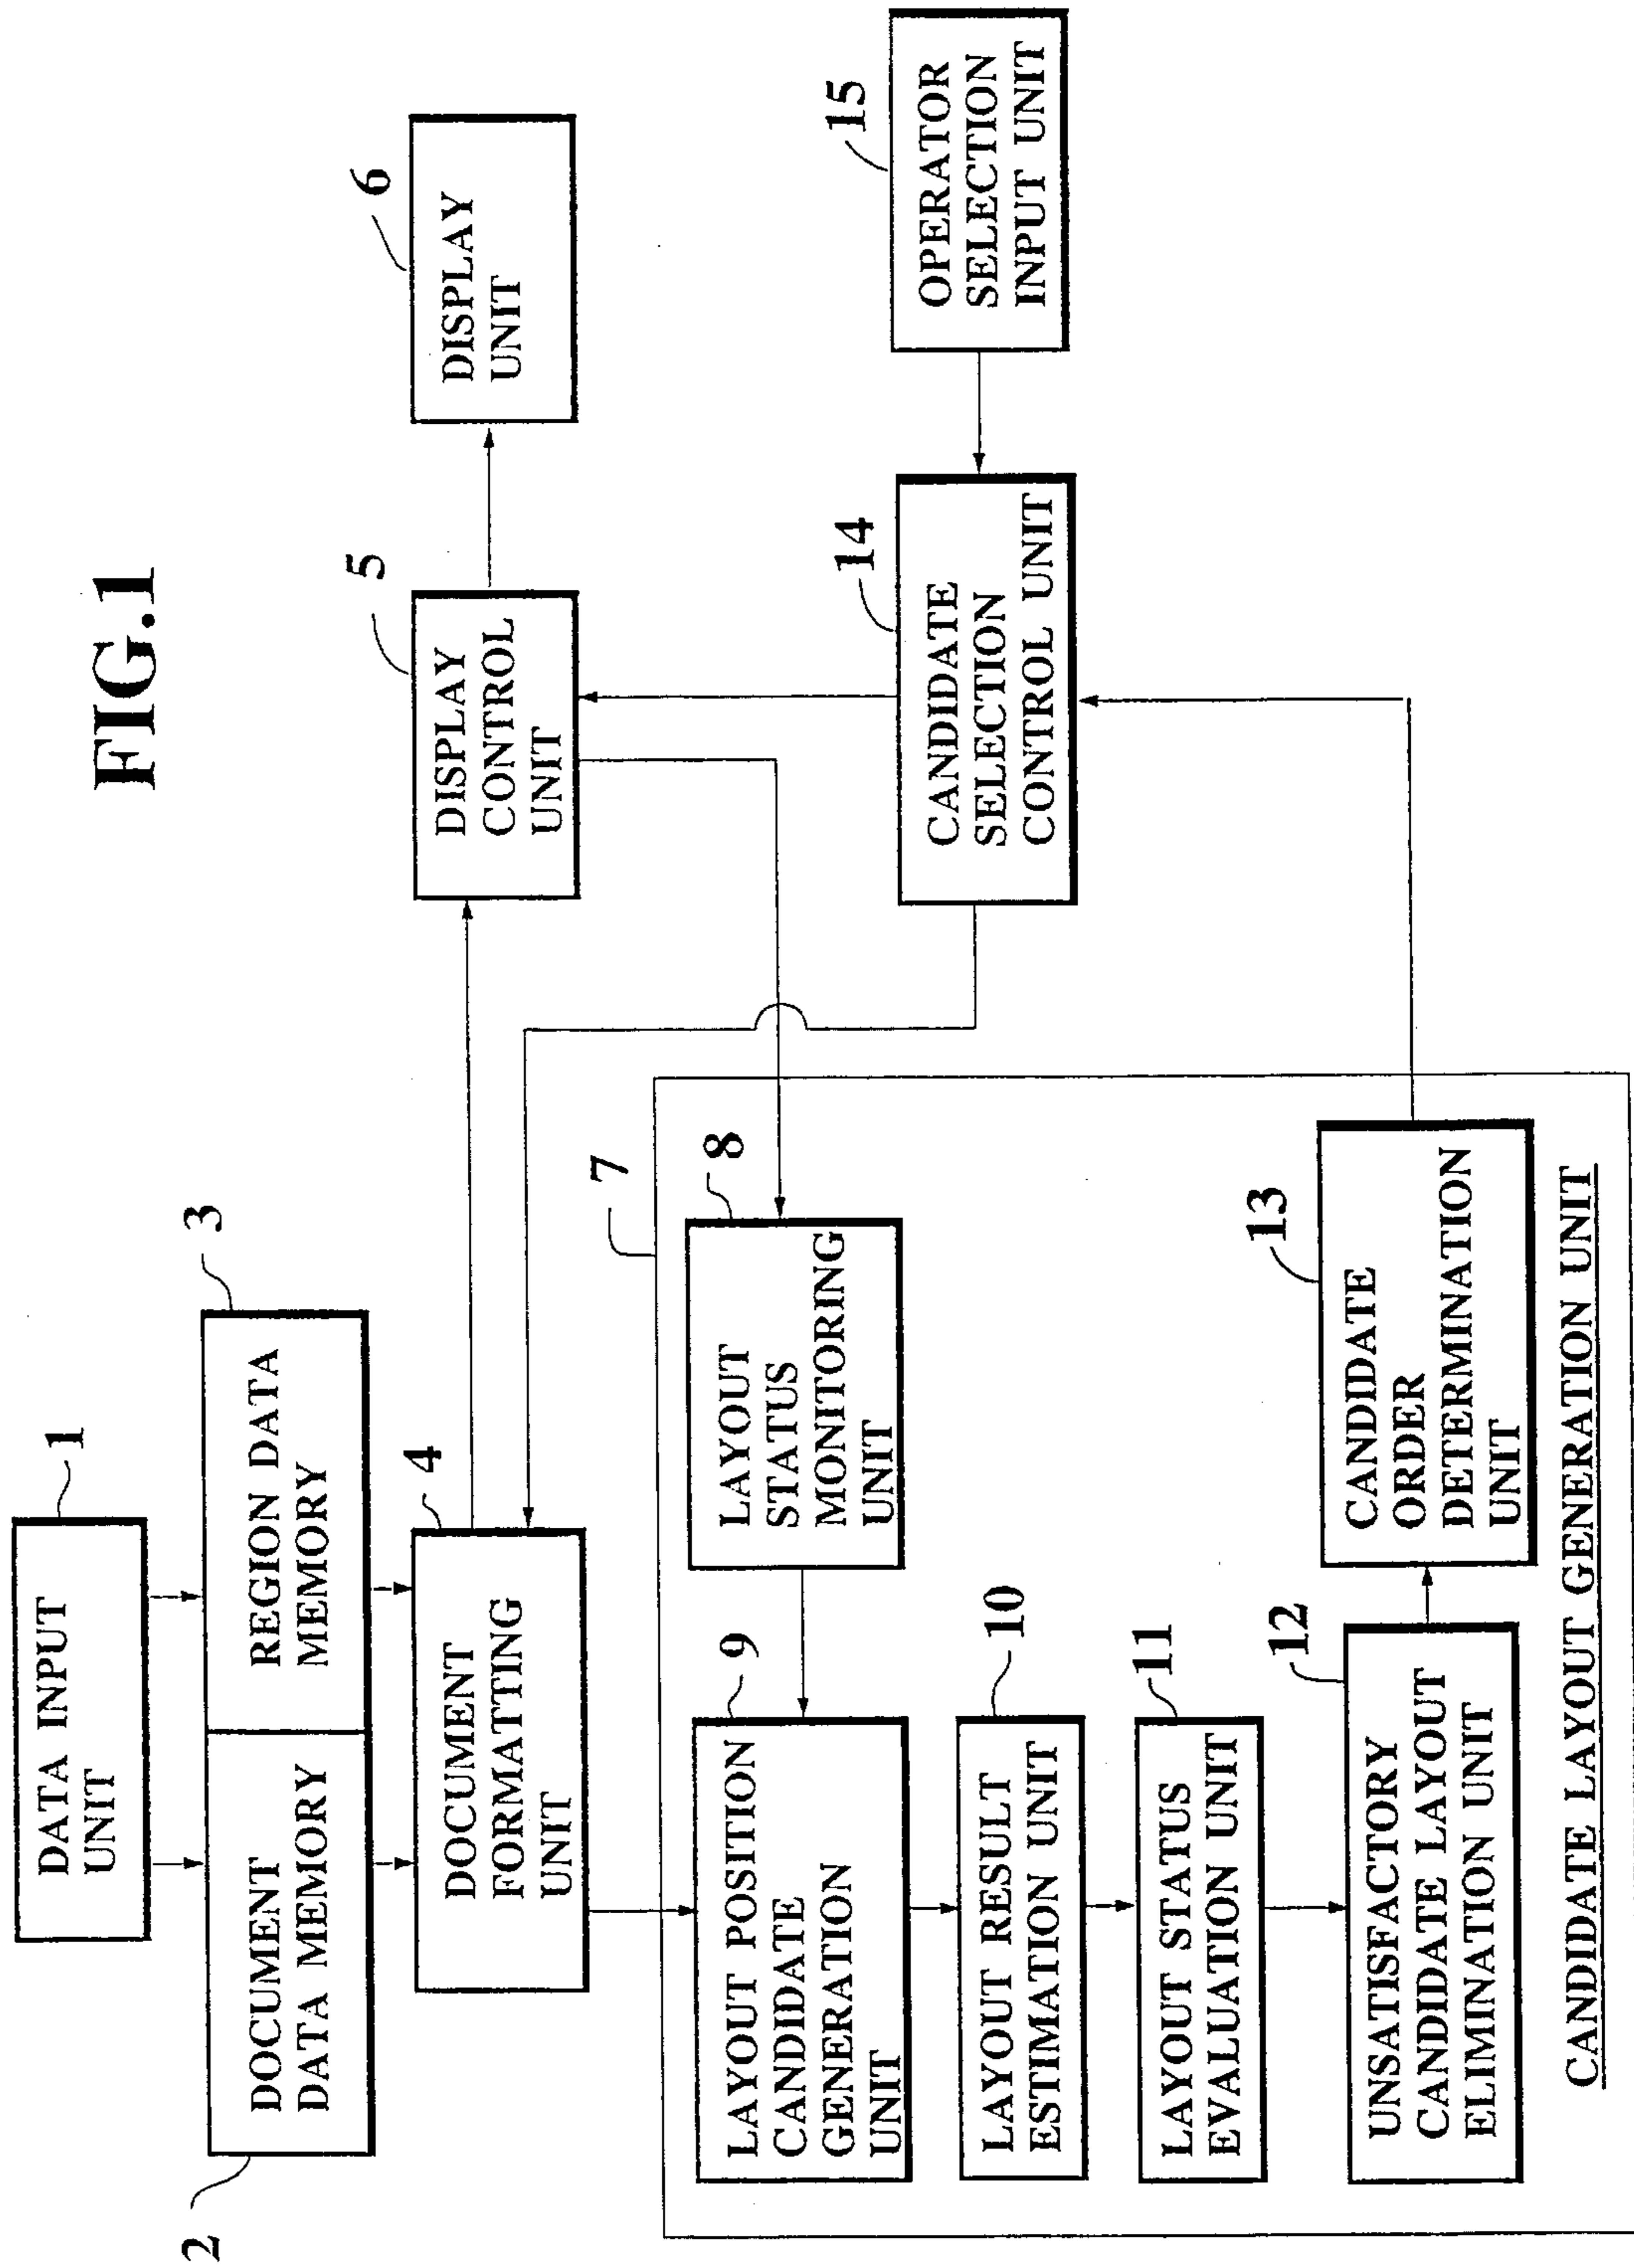 FIG.1
1
DATA INPUT
UNIT
2
DOCUMENT
DATA MEMORY
3
REGION DATA
MEMORY
4
DOCUMENT
FORMATTING
UNIT
5
DISPLAY
CONTROL
UNIT
6
DISPLAY
UNIT
7
8
LAYOUT
STATUS
MONITORING
UNIT
9
LAYOUT POSITION
CANDIDATE
GENERATION
UNIT
10
LAYOUT RESULT
ESTIMATION UNIT
11
LAYOUT STATUS
EVALUATION UNIT
12
UNSATISFACTORY
CANDIDATE LAYOUT
ELIMINATION UNIT
13
CANDIDATE
ORDER
DETERMINATION
UNIT
CANDIDATE LAYOUT GENERATION UNIT
14
CANDIDATE
SELECTION
CONTROL UNIT
15
OPERATOR
SELECTION
INPUT UNIT